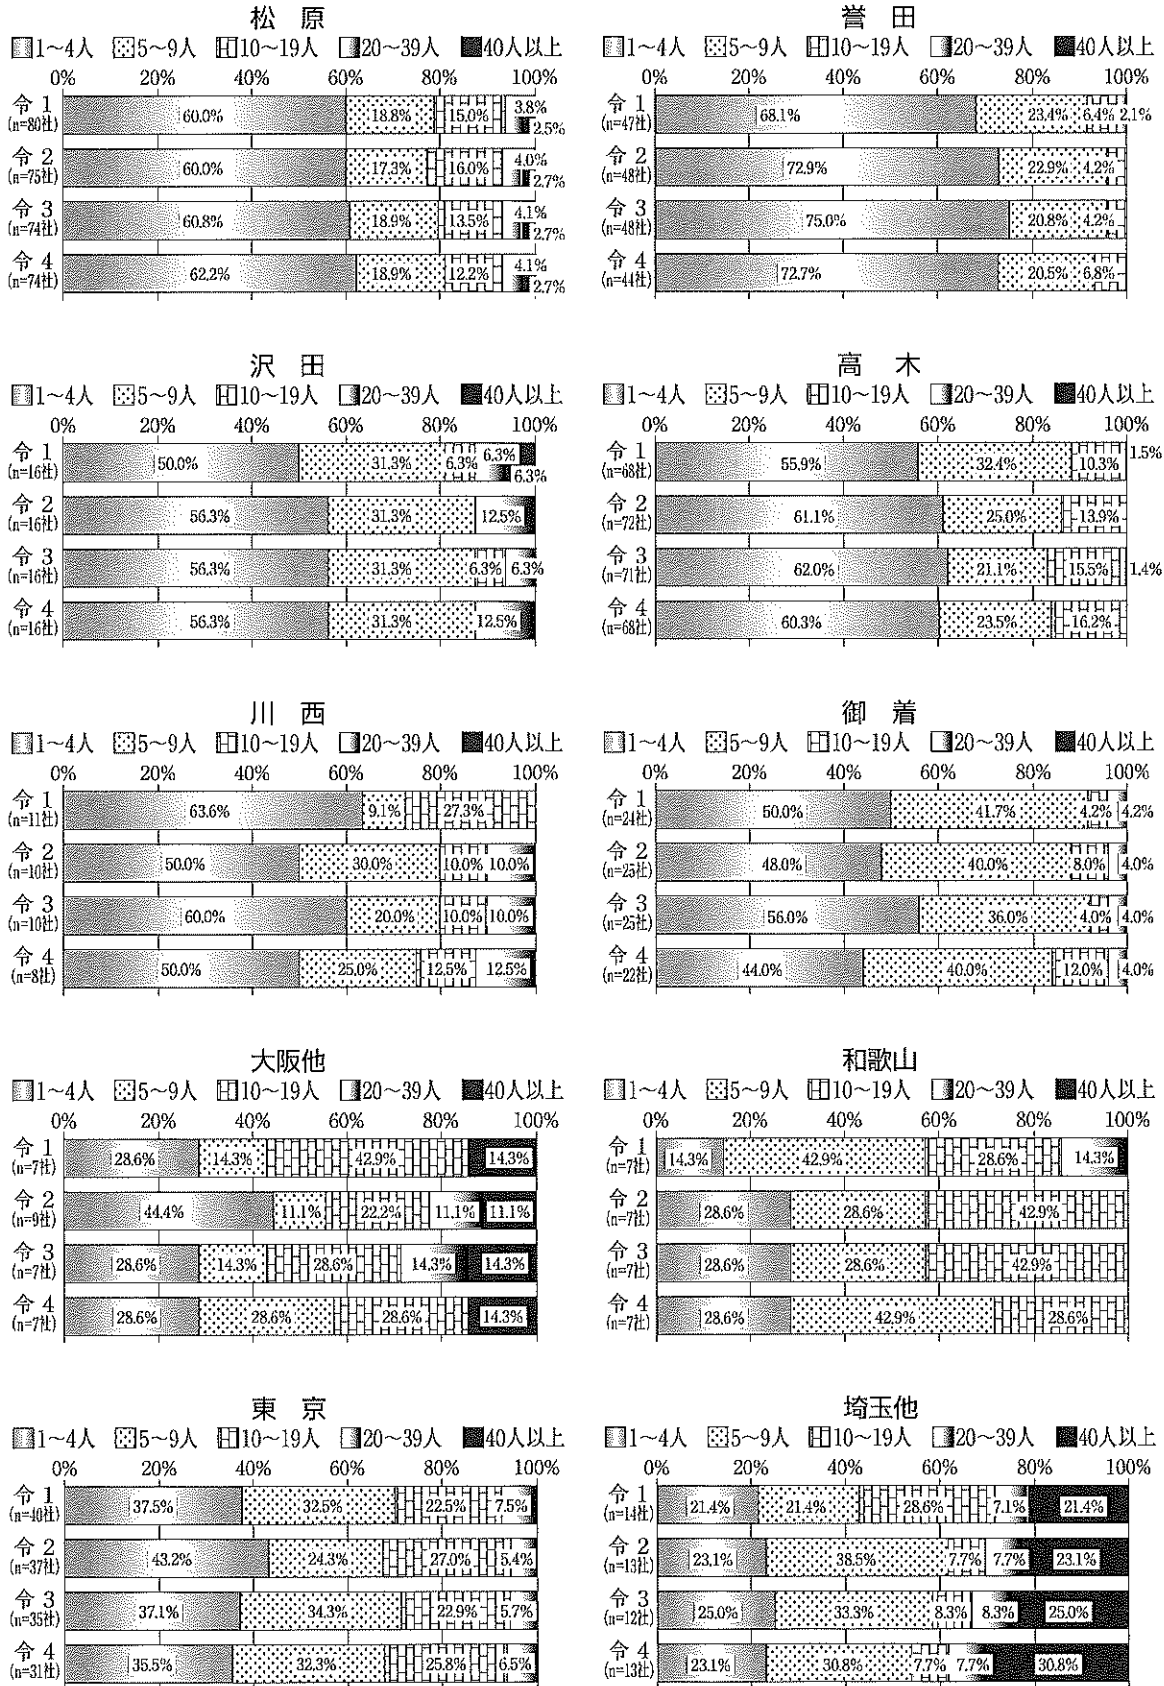 松 原
1～4人 5～9人 10～19人 20～39人 40人以上
0% 20% 40% 60% 80% 100%
令 1 (n=80社) 60.0% 18.8% 15.0% 3.8% 2.5%
令 2 (n=75社) 60.0% 17.3% 16.0% 4.0% 2.7%
令 3 (n=74社) 60.8% 18.9% 13.5% 4.1% 2.7%
令 4 (n=74社) 62.2% 18.9% 12.2% 4.1% 2.7%
誉 田
1～4人 5～9人 10～19人 20～39人 40人以上
0% 20% 40% 60% 80% 100%
令 1 (n=47社) 68.1% 23.4% 6.4% 2.1%
令 2 (n=48社) 72.9% 22.9% 4.2%
令 3 (n=48社) 75.0% 20.8% 4.2%
令 4 (n=44社) 72.7% 20.5% 6.8%
沢 田
1～4人 5～9人 10～19人 20～39人 40人以上
0% 20% 40% 60% 80% 100%
令 1 (n=16社) 50.0% 31.3% 6.3% 6.3% 6.3%
令 2 (n=16社) 56.3% 31.3% 12.5%
令 3 (n=16社) 56.3% 31.3% 6.3% 6.3%
令 4 (n=16社) 56.3% 31.3% 12.5%
高 木
1～4人 5～9人 10～19人 20～39人 40人以上
0% 20% 40% 60% 80% 100%
令 1 (n=68社) 55.9% 32.4% 10.3% 1.5%
令 2 (n=72社) 61.1% 25.0% 13.9%
令 3 (n=71社) 62.0% 21.1% 15.5% 1.4%
令 4 (n=68社) 60.3% 23.5% 16.2%
川 西
1～4人 5～9人 10～19人 20～39人 40人以上
0% 20% 40% 60% 80% 100%
令 1 (n=11社) 63.6% 9.1% 27.3%
令 2 (n=10社) 50.0% 30.0% 10.0% 10.0%
令 3 (n=10社) 60.0% 20.0% 10.0% 10.0%
令 4 (n=8社) 50.0% 25.0% 12.5% 12.5%
御 着
1～4人 5～9人 10～19人 20～39人 40人以上
0% 20% 40% 60% 80% 100%
令 1 (n=24社) 50.0% 41.7% 4.2% 4.2%
令 2 (n=25社) 48.0% 40.0% 8.0% 4.0%
令 3 (n=25社) 56.0% 36.0% 4.0% 4.0%
令 4 (n=22社) 44.0% 40.0% 12.0% 4.0%
大阪他
1～4人 5～9人 10～19人 20～39人 40人以上
0% 20% 40% 60% 80% 100%
令 1 (n=7社) 28.6% 14.3% 42.9% 14.3%
令 2 (n=9社) 44.4% 11.1% 22.2% 11.1% 11.1%
令 3 (n=7社) 28.6% 14.3% 28.6% 14.3% 14.3%
令 4 (n=7社) 28.6% 28.6% 28.6% 14.3%
和歌山
1～4人 5～9人 10～19人 20～39人 40人以上
0% 20% 40% 60% 80% 100%
令 1 (n=7社) 14.3% 42.9% 28.6% 14.3%
令 2 (n=7社) 28.6% 28.6% 42.9%
令 3 (n=7社) 28.6% 28.6% 42.9%
令 4 (n=7社) 28.6% 42.9% 28.6%
東 京
1～4人 5～9人 10～19人 20～39人 40人以上
0% 20% 40% 60% 80% 100%
令 1 (n=40社) 37.5% 32.5% 22.5% 7.5%
令 2 (n=37社) 43.2% 24.3% 27.0% 5.4%
令 3 (n=35社) 37.1% 34.3% 22.9% 5.7%
令 4 (n=31社) 35.5% 32.3% 25.8% 6.5%
埼玉他
1～4人 5～9人 10～19人 20～39人 40人以上
0% 20% 40% 60% 80% 100%
令 1 (n=14社) 21.4% 21.4% 28.6% 7.1% 21.4%
令 2 (n=13社) 23.1% 38.5% 7.7% 7.7% 23.1%
令 3 (n=12社) 25.0% 33.3% 8.3% 8.3% 25.0%
令 4 (n=13社) 23.1% 30.8% 7.7% 7.7% 30.8%